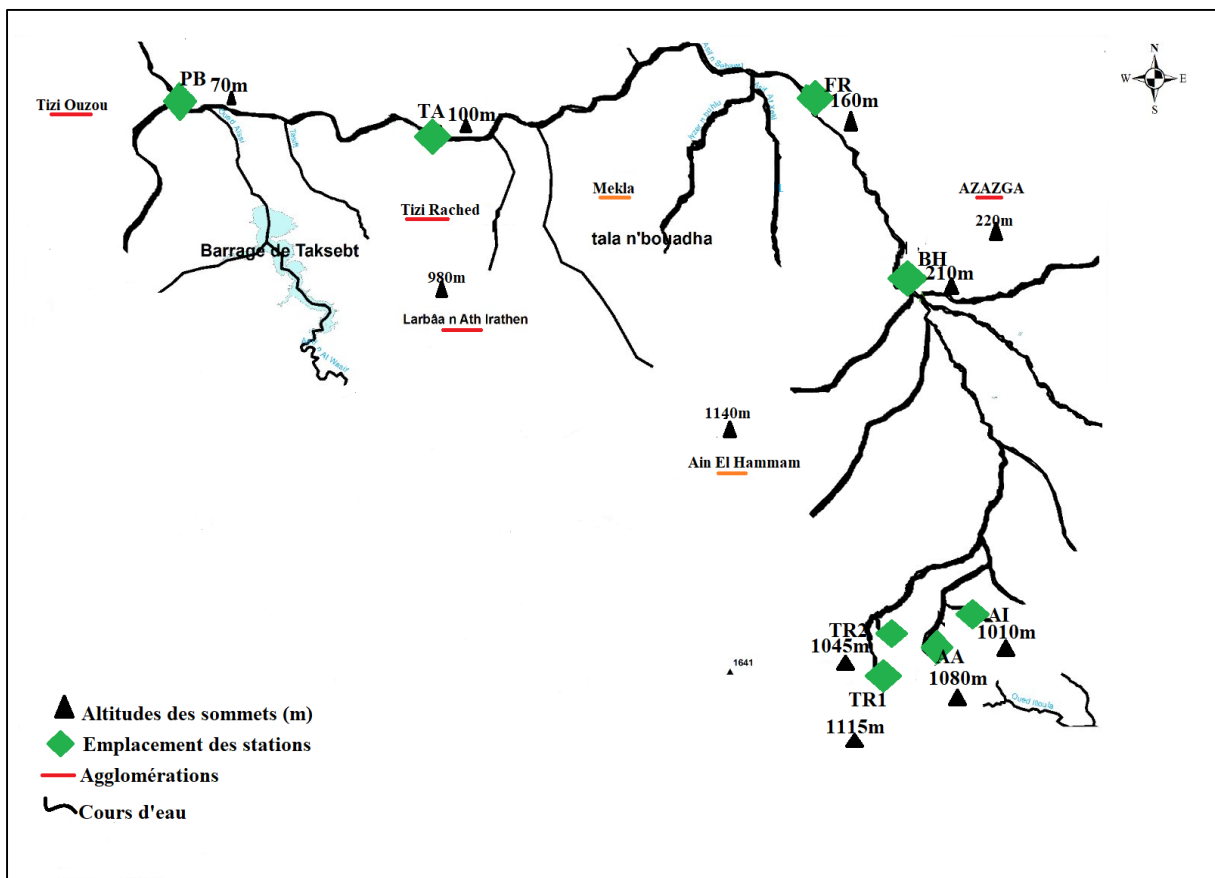 N
W E
S
PB
70m
Tizi Ouzou
TA
100m
FR
160m
Tizi Rached
Mekla
AZAZGA
220m
tala n'bouadha
Barrage de Taksebt
BH
210m
980m
Larbâa n Ath Irathen
1140m
Ain El Hammam
TR2
1045m
AI
1010m
AA
1080m
1641
TR1
1115m
Altitudes des sommets (m)
Emplacement des stations
Agglomérations
Cours d'eau